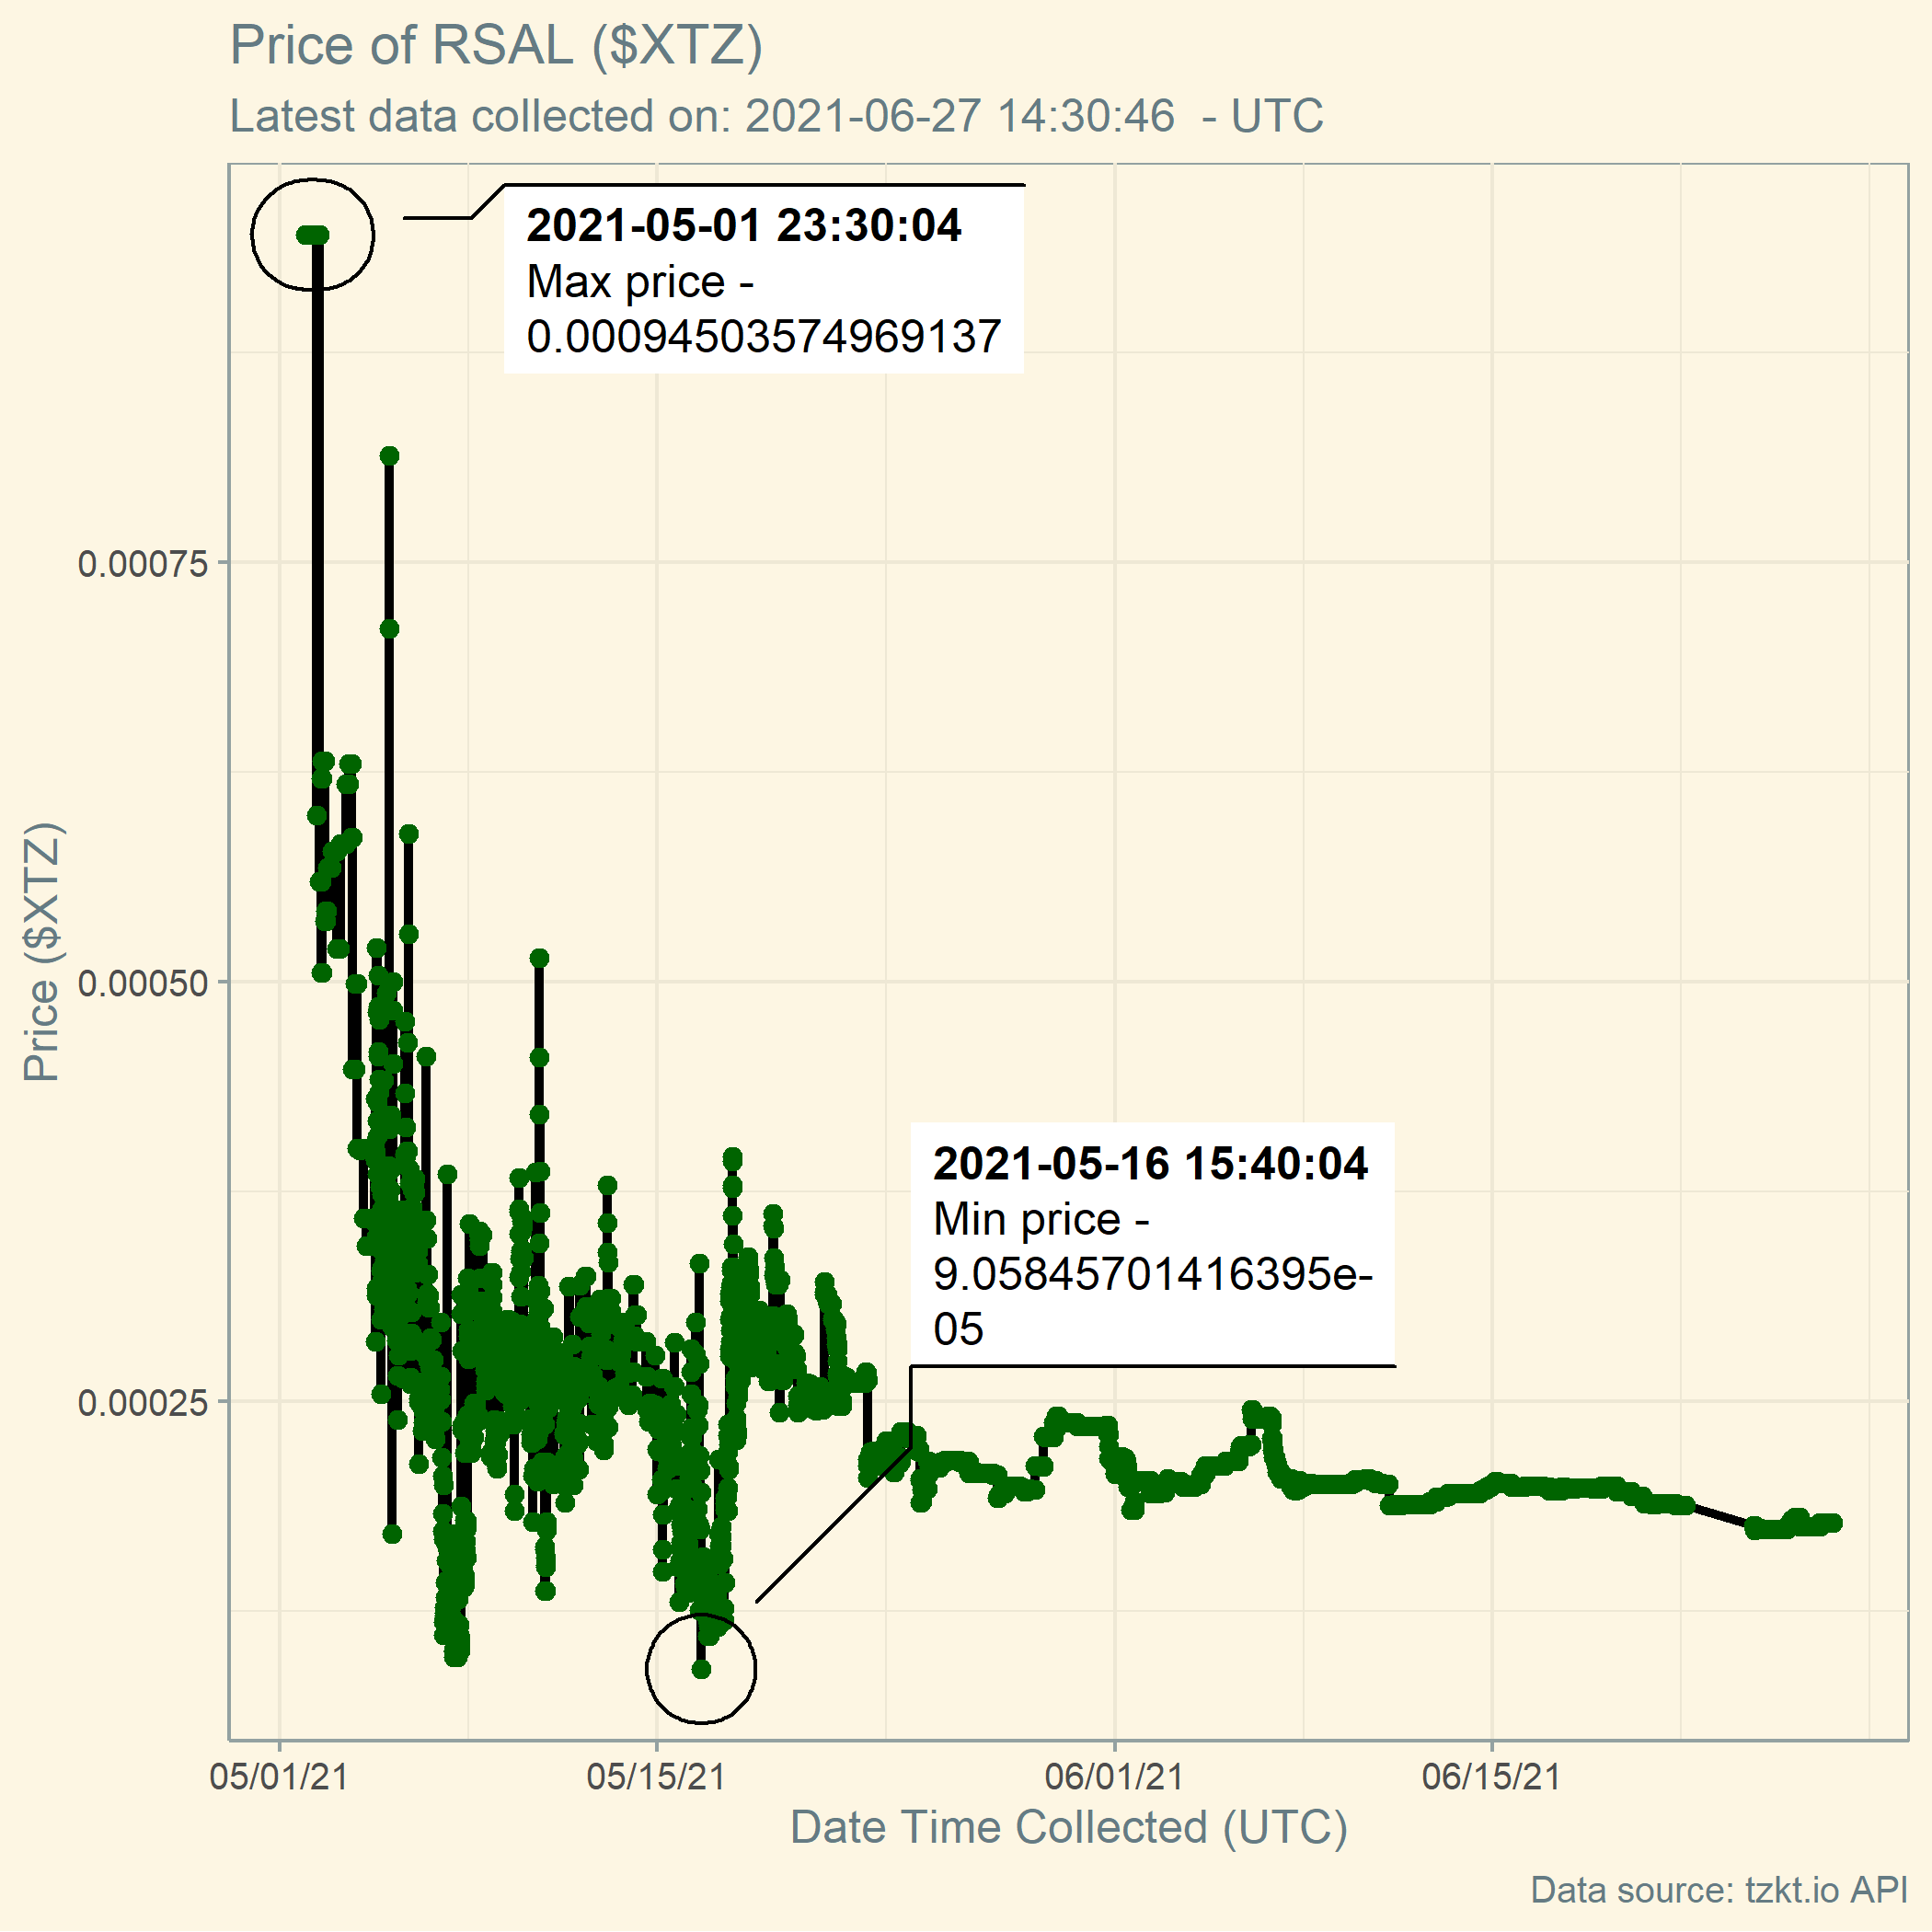 Price of RSAL ($XTZ)
Latest data collected on: 2021-06-27 14:30:46  - UTC
2021-05-01 23:30:04
Max price -
0.00094503574969137
0.00075
Price ($XTZ)
0.00050
2021-05-16 15:40:04
Min price -
9.05845701416395e-
05
0.00025
05/01/21
05/15/21
06/01/21
06/15/21
Date Time Collected (UTC)
Data source: tzkt.io API